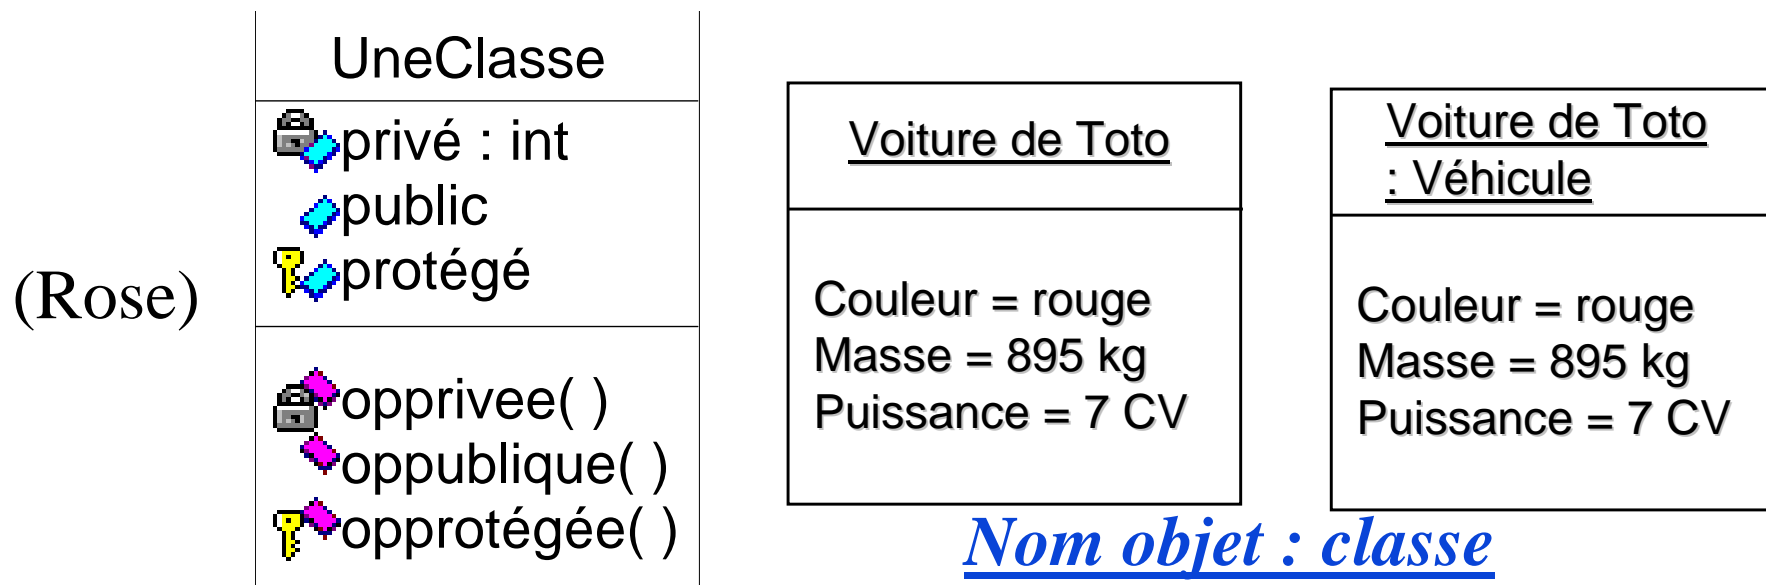 (Rose)
UneClasse
privé : int
public
protégé
opprivee( )
oppublique( )
opprotégée( )
Voiture de Toto
Couleur = rouge
Masse = 895 kg
Puissance = 7 CV
Voiture de Toto
: Véhicule
Couleur = rouge
Masse = 895 kg
Puissance = 7 CV
Nom objet : classe